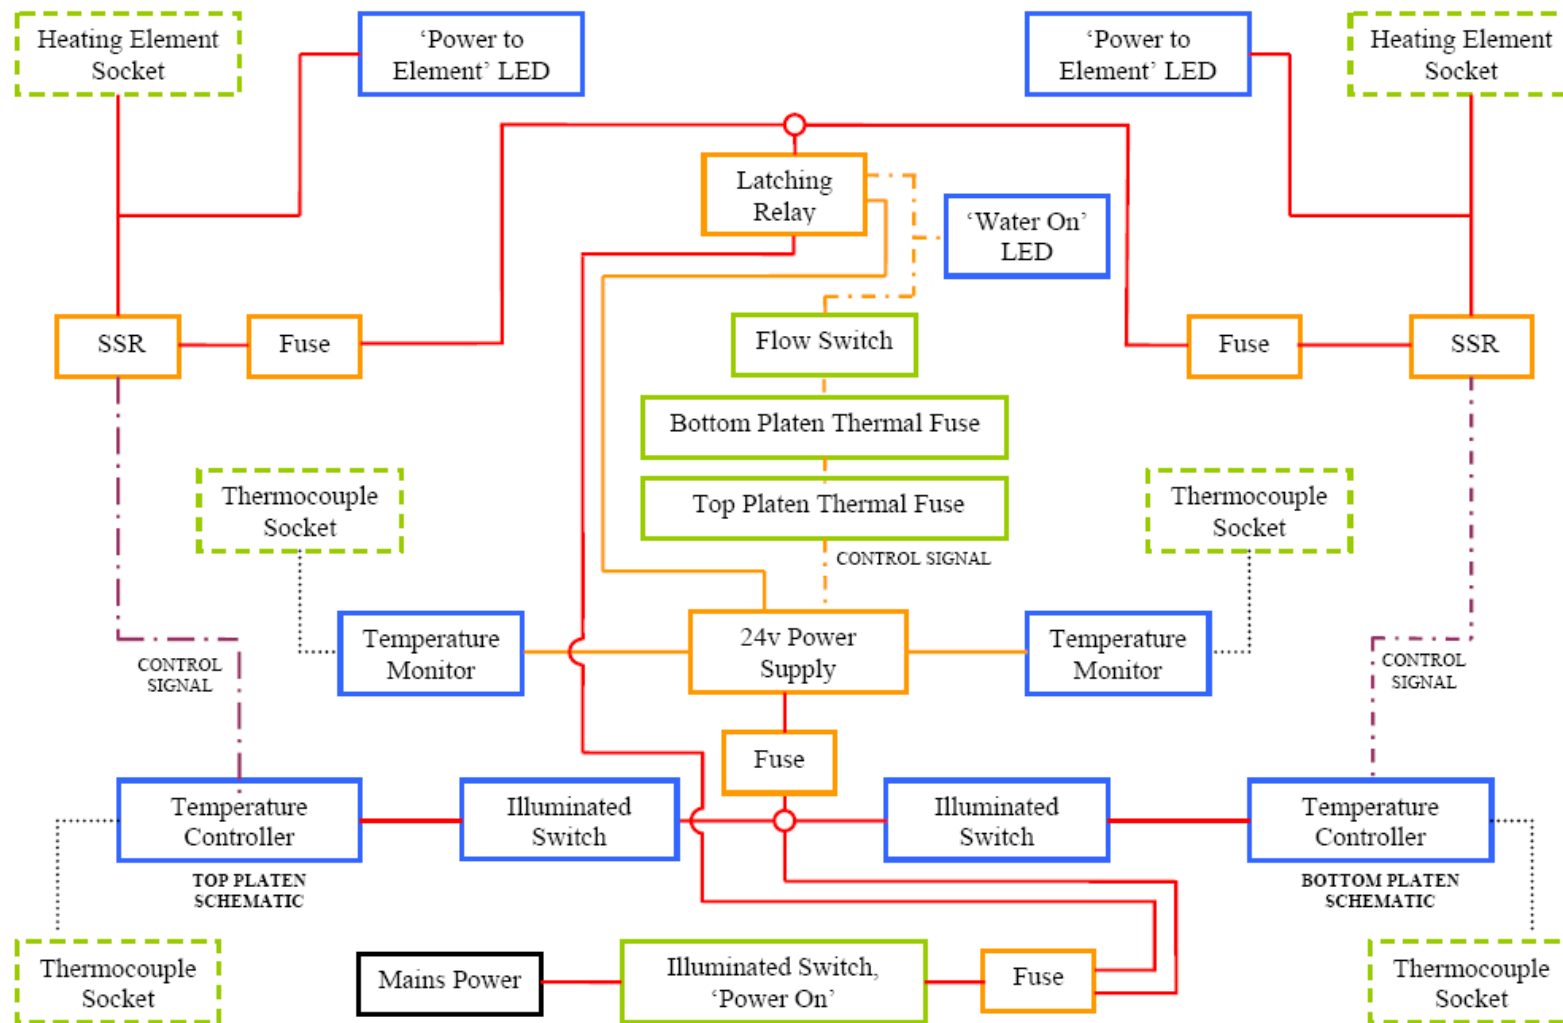 Heating Element
Socket
‘Power to
Element’ LED
‘Power to
Element’ LED
Heating Element
Socket
Latching
Relay
‘Water On’
LED
SSR
Fuse
Flow Switch
Fuse
SSR
Bottom Platen Thermal Fuse
Thermocouple
Socket
Top Platen Thermal Fuse
Thermocouple
Socket
CONTROL SIGNAL
Temperature
Monitor
24v Power
Supply
Temperature
Monitor
CONTROL
SIGNAL
CONTROL
SIGNAL
Fuse
Temperature
Controller
Illuminated
Switch
Illuminated
Switch
Temperature
Controller
TOP PLATEN
SCHEMATIC
BOTTOM PLATEN
SCHEMATIC
Thermocouple
Socket
Mains Power
Illuminated Switch,
‘Power On’
Fuse
Thermocouple
Socket